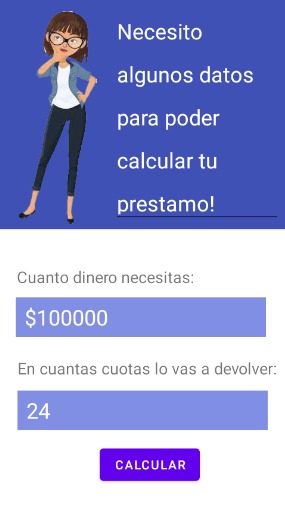 Necesito
algunos datos
para poder
calcular tu
prestamo!
Cuanto dinero necesitas:
$100000
En cuantas cuotas lo vas a devolver:
24
CALCULAR